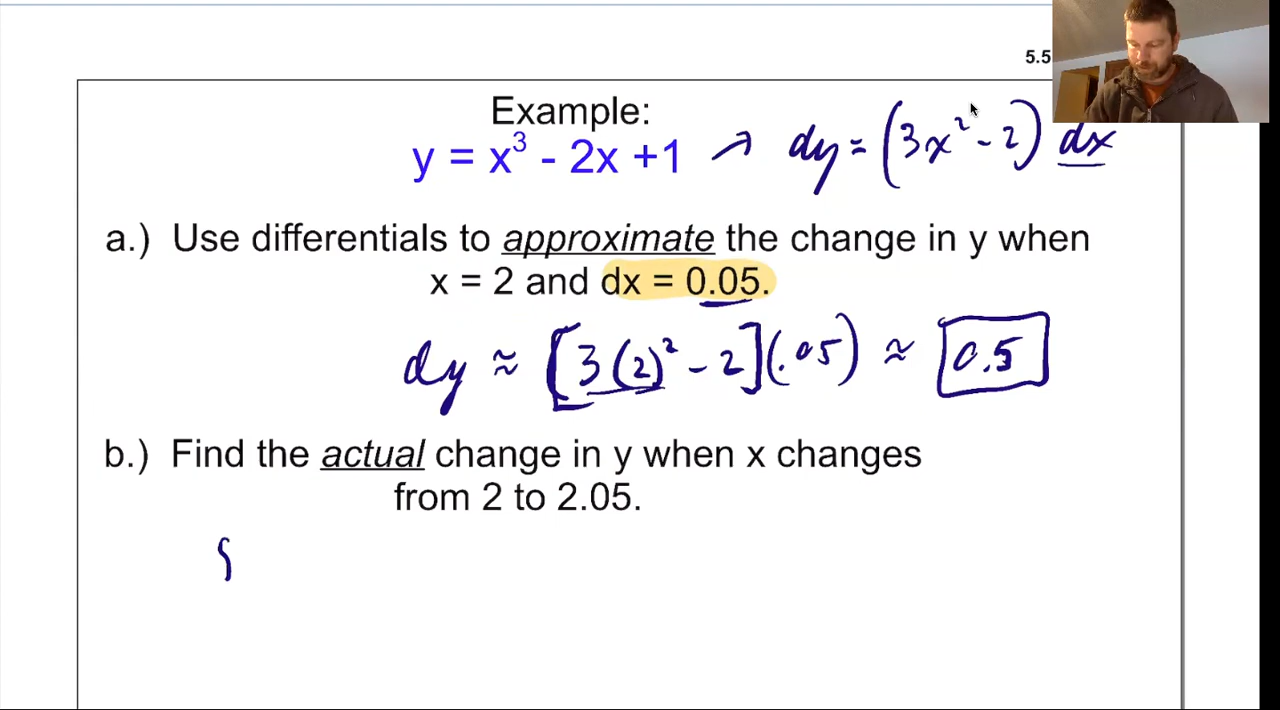 5.5
Example:
y = x³ - 2x +1 → dy = (3x² - 2) dx
a.) Use differentials to approximate the change in y when
x = 2 and dx = 0.05.
dy ≈ [3(2)² - 2](.05) ≈ 0.5
b.) Find the actual change in y when x changes
from 2 to 2.05.